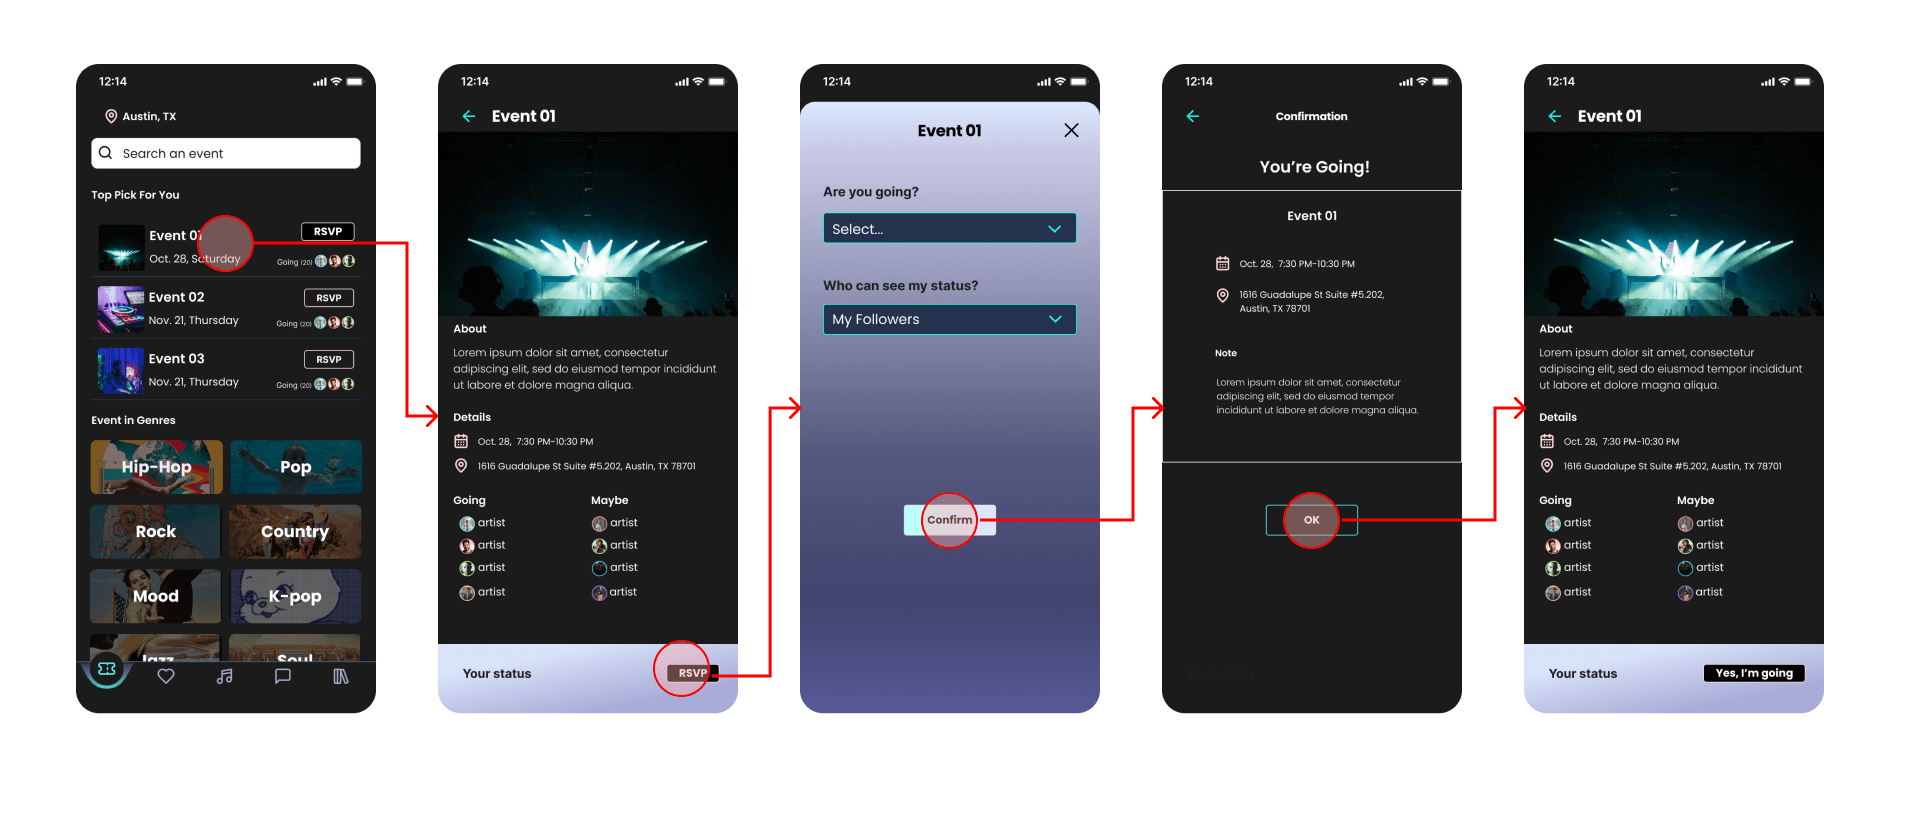 12:14
Austin, TX
Search an event
Top Pick For You
Event 01
RSVP
Oct. 28, Saturday
Going (20)
Event 02
RSVP
Nov. 21, Thursday
Going (20)
Event 03
RSVP
Nov. 21, Thursday
Going (20)
Event in Genres
Hip-Hop
Pop
Rock
Country
Mood
K-pop
Jazz
Soul
12:14
Event 01
About
Lorem ipsum dolor sit amet, consectetur
adipiscing elit, sed do eiusmod tempor incididunt
ut labore et dolore magna aliqua.
Details
Oct. 28, 7:30 PM-10:30 PM
1616 Guadalupe St Suite #5.202, Austin, TX 78701
Going
Maybe
artist
artist
artist
artist
artist
artist
artist
artist
Your status
RSVP
12:14
Event 01
Are you going?
Select...
Who can see my status?
My Followers
Confirm
12:14
Confirmation
You're Going!
Event 01
Oct. 28, 7:30 PM-10:30 PM
1616 Guadalupe St Suite #5.202,
Austin, TX 78701
Note
Lorem ipsum dolor sit amet, consectetur
adipiscing elit, sed do eiusmod tempor
incididunt ut labore et dolore magna aliqua.
OK
Your status
12:14
Event 01
About
Lorem ipsum dolor sit amet, consectetur
adipiscing elit, sed do eiusmod tempor incididunt
ut labore et dolore magna aliqua.
Details
Oct. 28, 7:30 PM-10:30 PM
1616 Guadalupe St Suite #5.202, Austin, TX 78701
Going
Maybe
artist
artist
artist
artist
artist
artist
artist
artist
Your status
Yes, I'm going